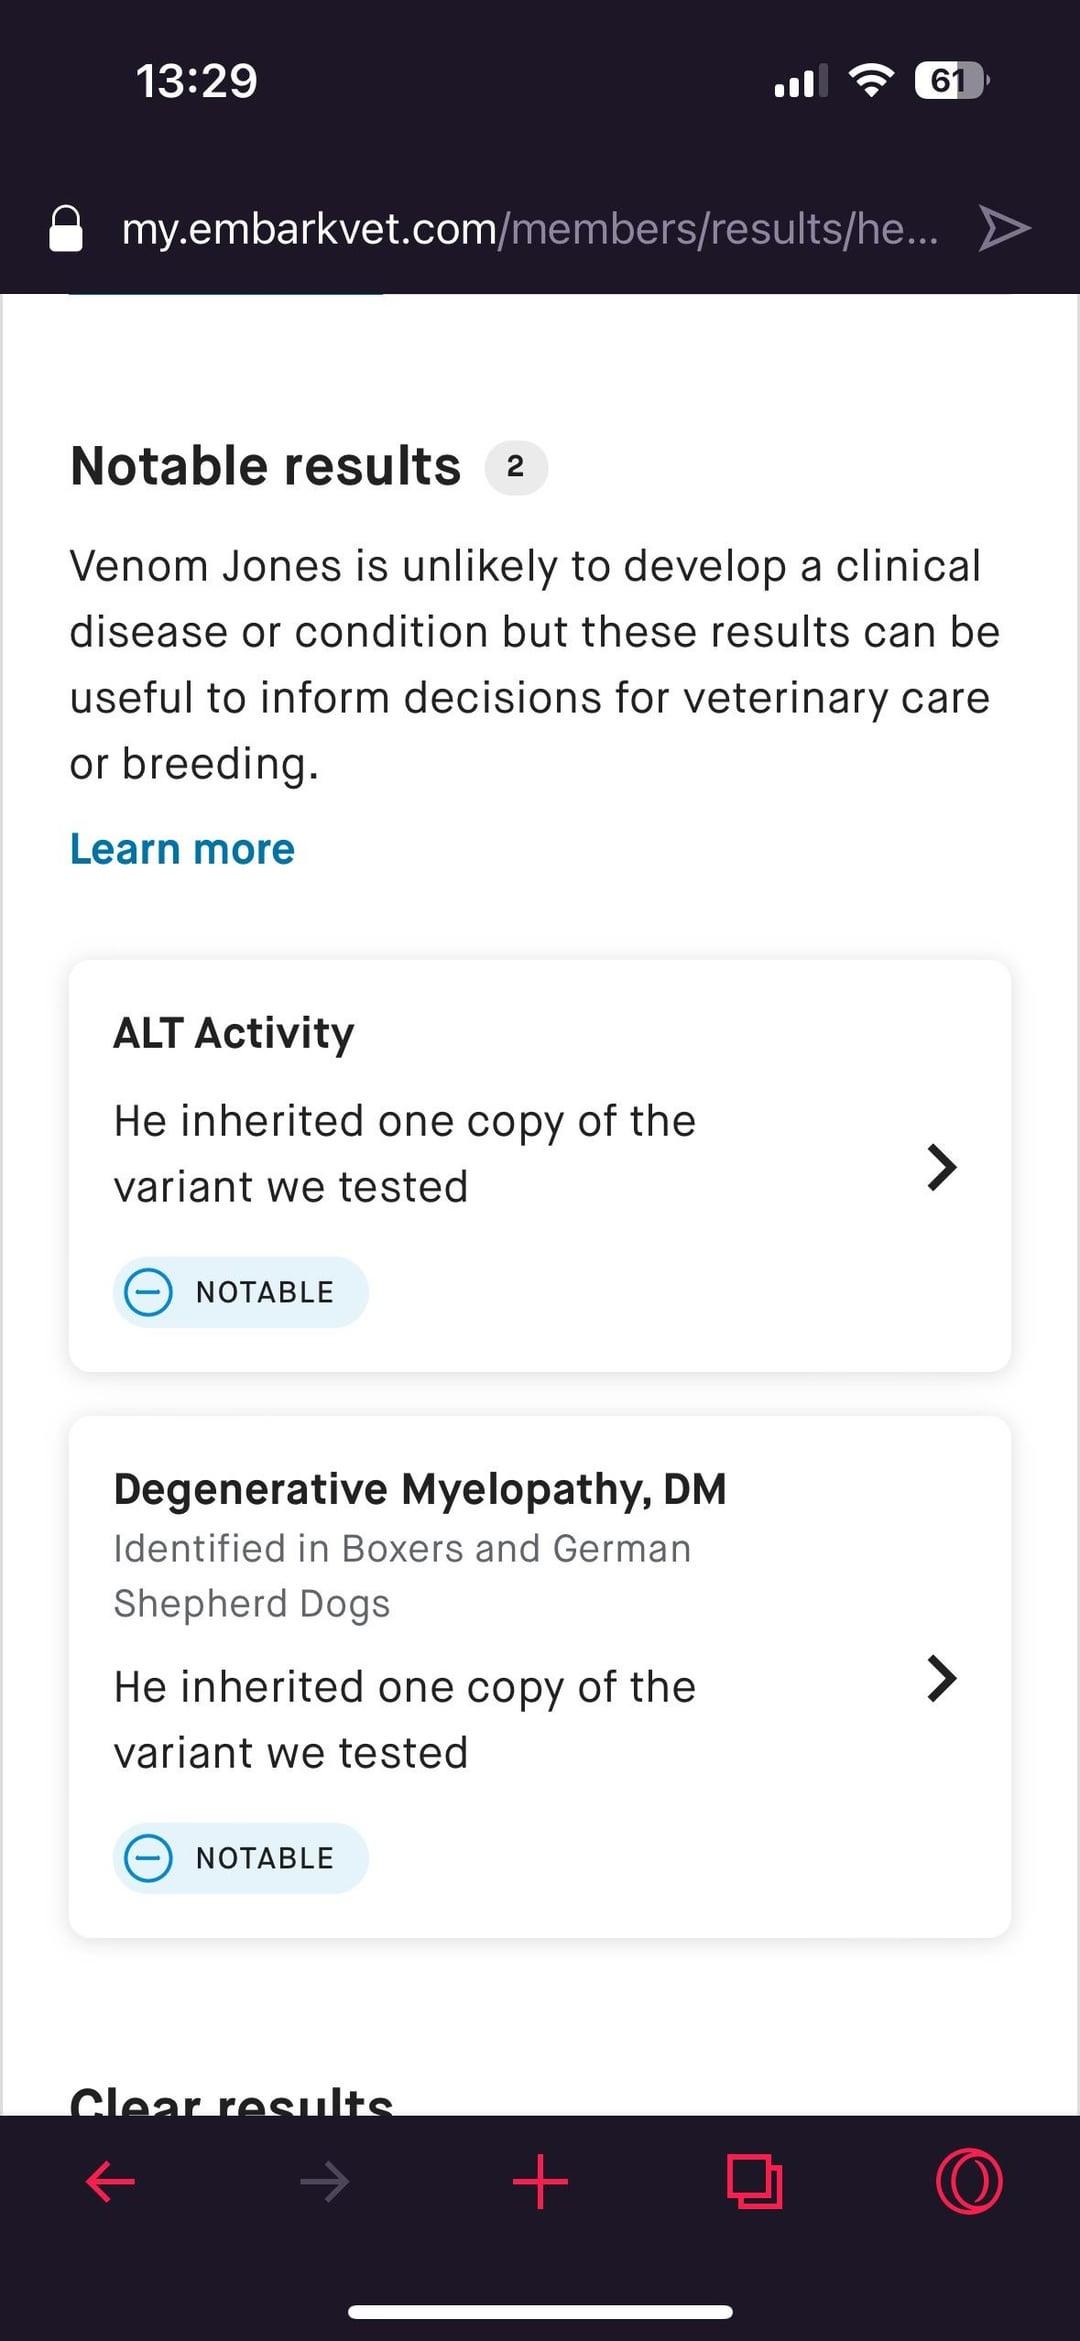 13:29
61
my.embarkvet.com/members/results/he...
Notable results 2
Venom Jones is unlikely to develop a clinical
disease or condition but these results can be
useful to inform decisions for veterinary care
or breeding.
Learn more
ALT Activity
He inherited one copy of the
variant we tested
NOTABLE
Degenerative Myelopathy, DM
Identified in Boxers and German
Shepherd Dogs
He inherited one copy of the
variant we tested
NOTABLE
Clear results